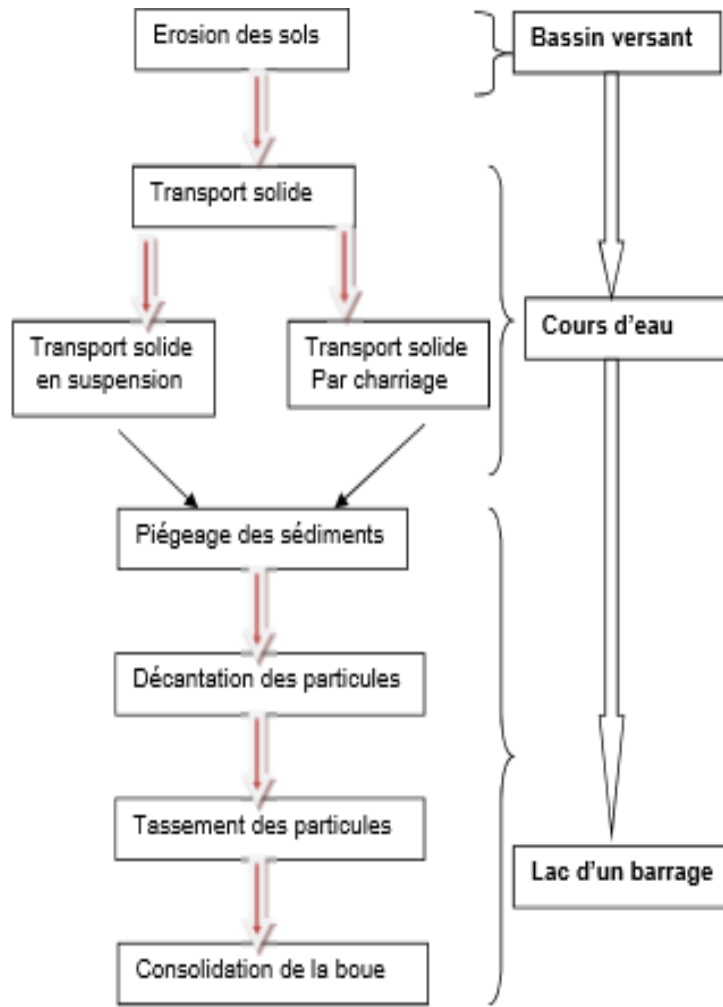 Erosion des sols
Bassin versant
Transport solide
Transport solide
en suspension
Transport solide
Par charriage
Cours d'eau
Piégeage des sédiments
Décantation des particules
Tassement des particules
Lac d'un barrage
Consolidation de la boue